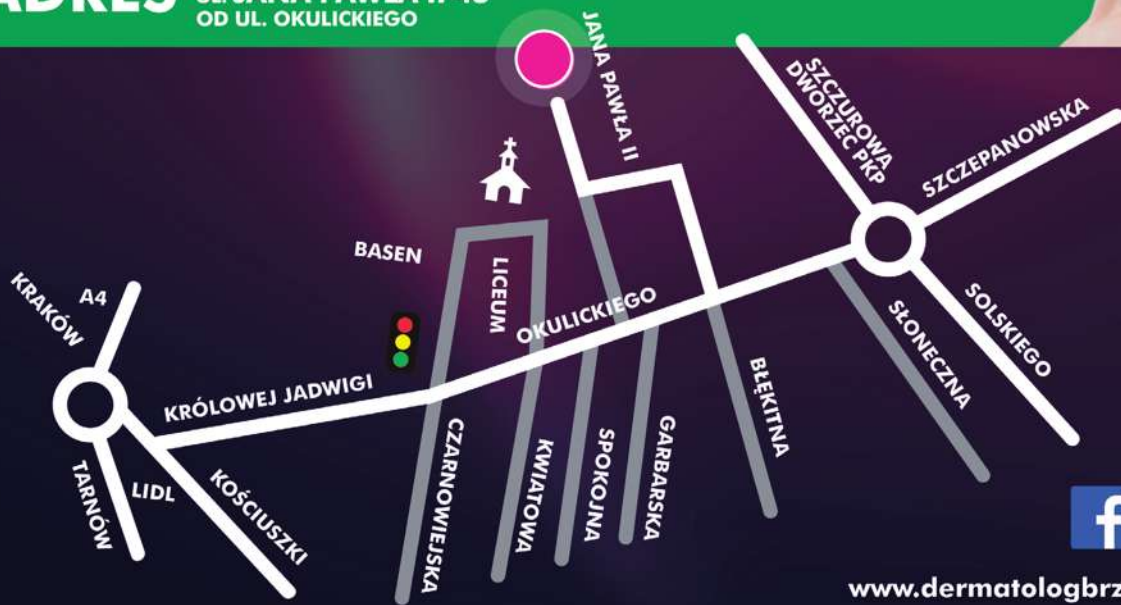 ADRES
OD UL. OKULICKIEGO
JANA PAWŁA II
SZCZUROWA
DWORZEC PKP
SZCZEPANOWSKA
BASEN
LICEUM
OKULICKIEGO
KRAKÓW
A4
KRÓLOWEJ JADWIGI
SŁONECZNA
SOLSKIEGO
TARNÓW
LIDL
KOŚCIUSZKI
CZARNOWIEJSKA
KWIATOWA
SPOKOJNA
GARBARSKA
BŁĘKITNA
f
www.dermatologbrz